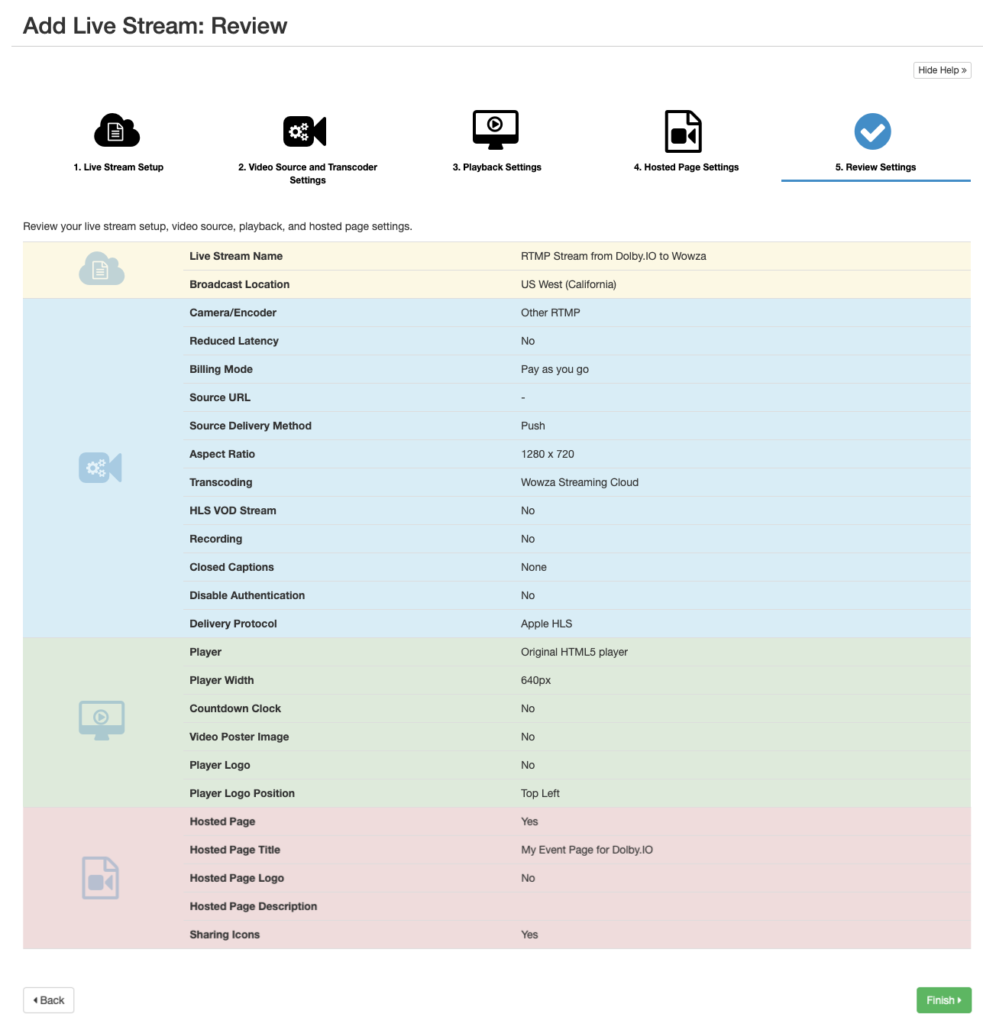 Add Live Stream: Review
Hide Help »
1. Live Stream Setup
2. Video Source and Transcoder
Settings
3. Playback Settings
4. Hosted Page Settings
5. Review Settings
Review your live stream setup, video source, playback, and hosted page settings.
Live Stream Name RTMP Stream from Dolby.IO to Wowza
Broadcast Location US West (California)
Camera/Encoder Other RTMP
Reduced Latency No
Billing Mode Pay as you go
Source URL -
Source Delivery Method Push
Aspect Ratio 1280 x 720
Transcoding Wowza Streaming Cloud
HLS VOD Stream No
Recording No
Closed Captions None
Disable Authentication No
Delivery Protocol Apple HLS
Player Original HTML5 player
Player Width 640px
Countdown Clock No
Video Poster Image No
Player Logo No
Player Logo Position Top Left
Hosted Page Yes
Hosted Page Title My Event Page for Dolby.IO
Hosted Page Logo No
Hosted Page Description
Sharing Icons Yes
Back
Finish